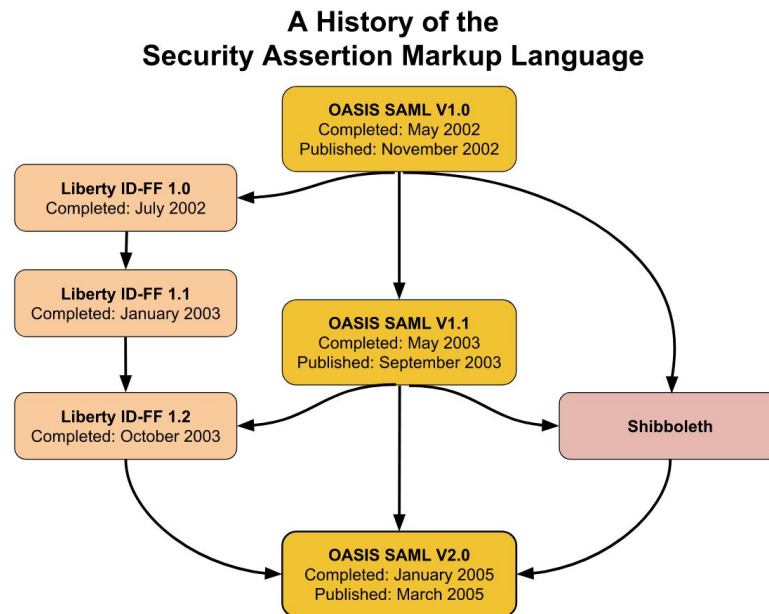 A History of the
Security Assertion Markup Language
OASIS SAML V1.0
Completed: May 2002
Published: November 2002
Liberty ID-FF 1.0
Completed: July 2002
Liberty ID-FF 1.1
Completed: January 2003
OASIS SAML V1.1
Completed: May 2003
Published: September 2003
Liberty ID-FF 1.2
Completed: October 2003
Shibboleth
OASIS SAML V2.0
Completed: January 2005
Published: March 2005